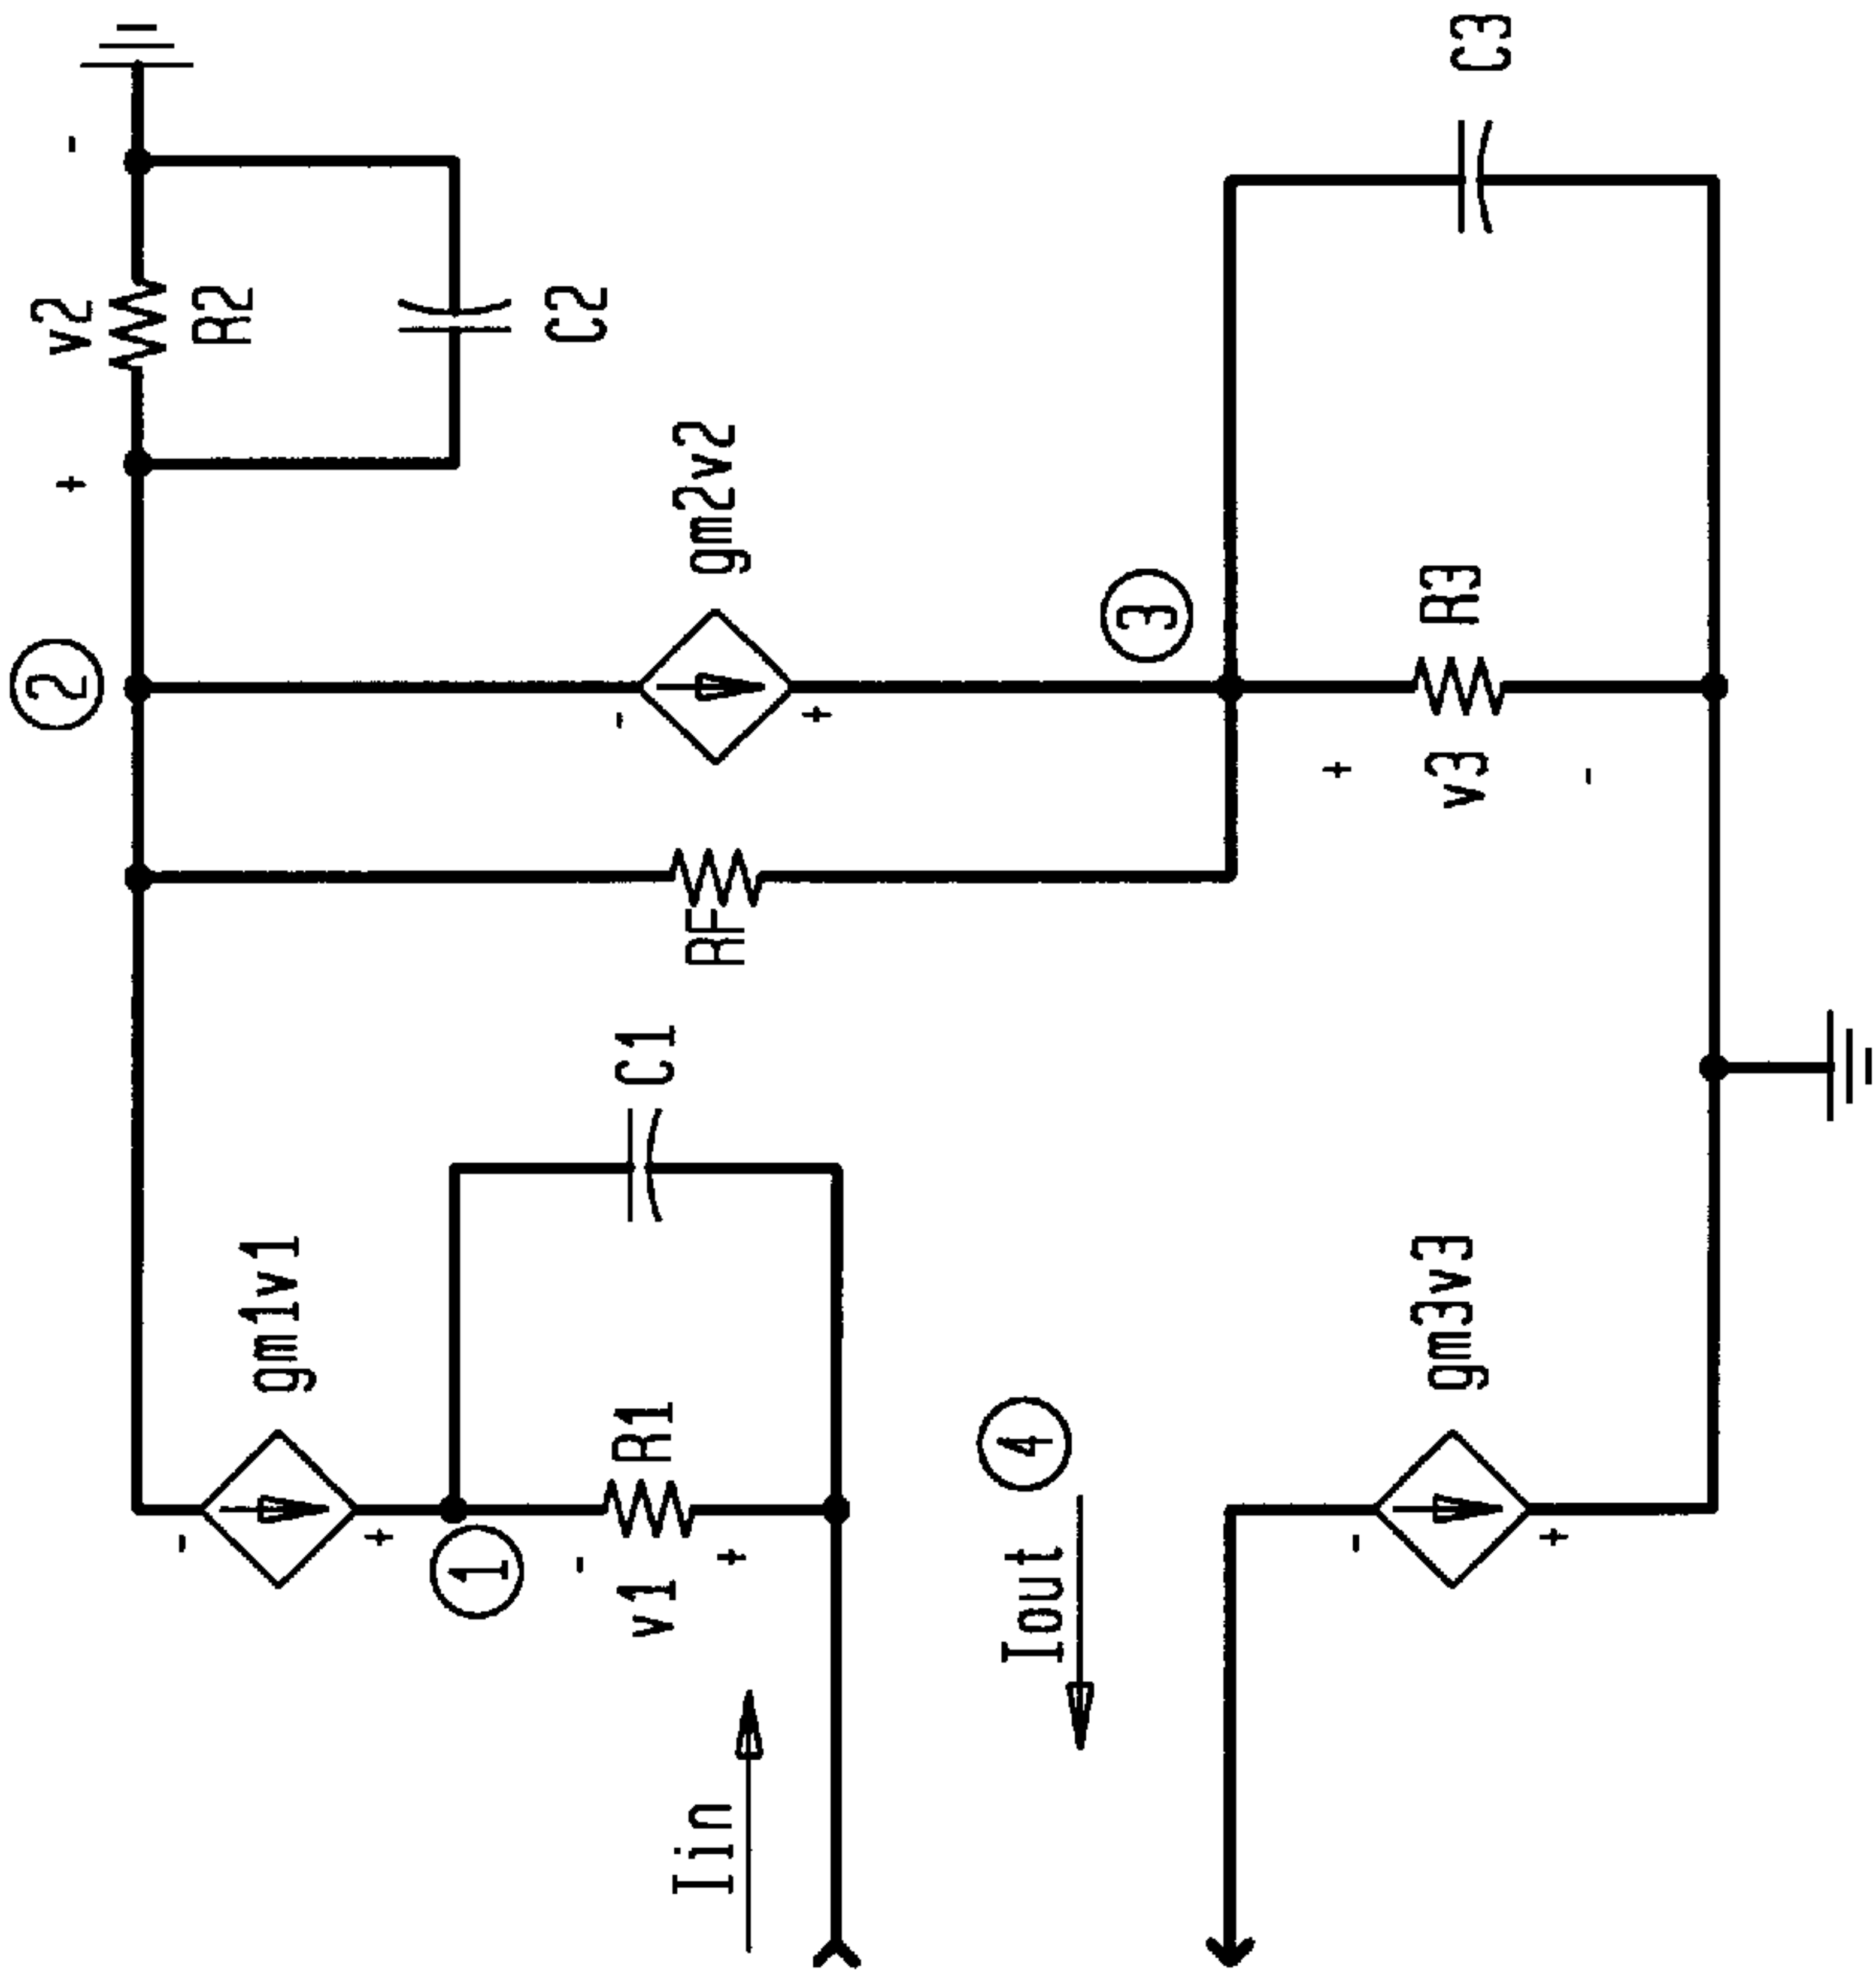 2
v2
+
-
R2
C2
gm1v1
-
+
1
-
v1
+
R1
C1
RF
gm2v2
-
+
3
+
v3
-
R3
C3
Iin
Iout
4
gm3v3
-
+